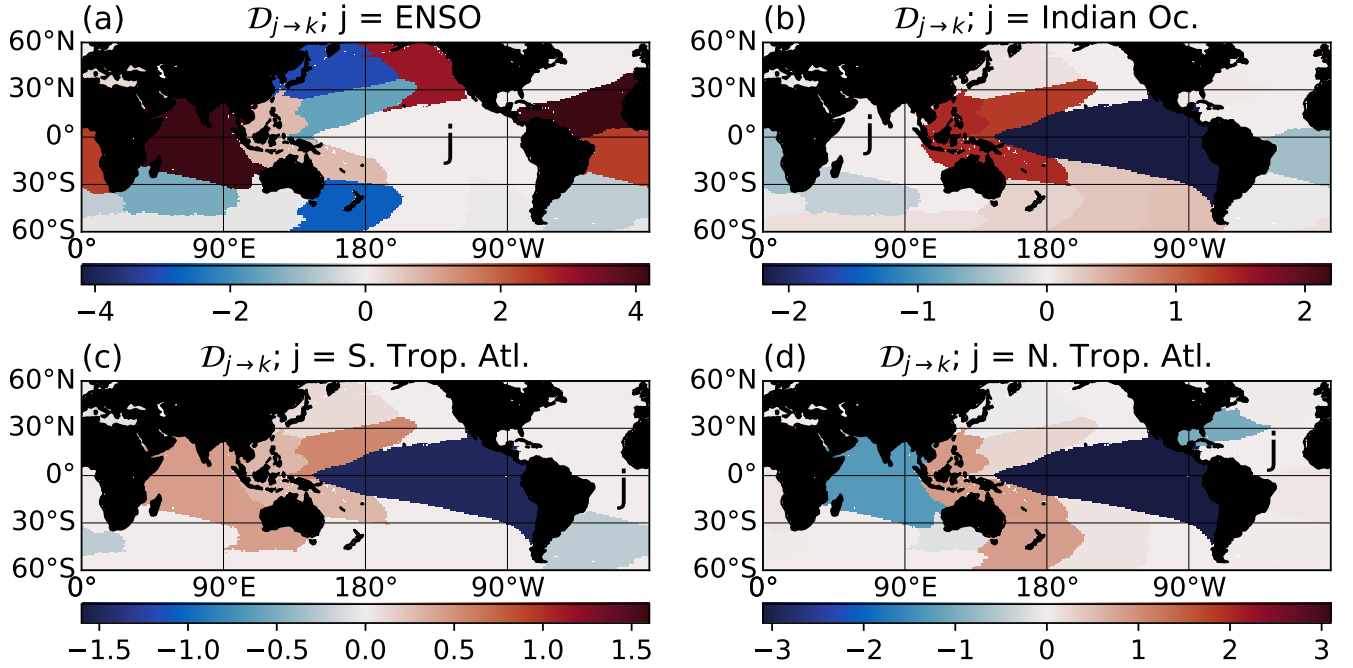 (a) 𝒟j→k; j = ENSO
60°N
30°N
0°
30°S
60°S
j
0° 90°E 180° 90°W
−4 −2 0 2 4
(b) 𝒟j→k; j = Indian Oc.
60°N
30°N
0°
30°S
60°S
j
0° 90°E 180° 90°W
−2 −1 0 1 2
(c) 𝒟j→k; j = S. Trop. Atl.
60°N
30°N
0°
30°S
60°S
j
0° 90°E 180° 90°W
−1.5 −1.0 −0.5 0.0 0.5 1.0 1.5
(d) 𝒟j→k; j = N. Trop. Atl.
60°N
30°N
0°
30°S
60°S
j
0° 90°E 180° 90°W
−3 −2 −1 0 1 2 3